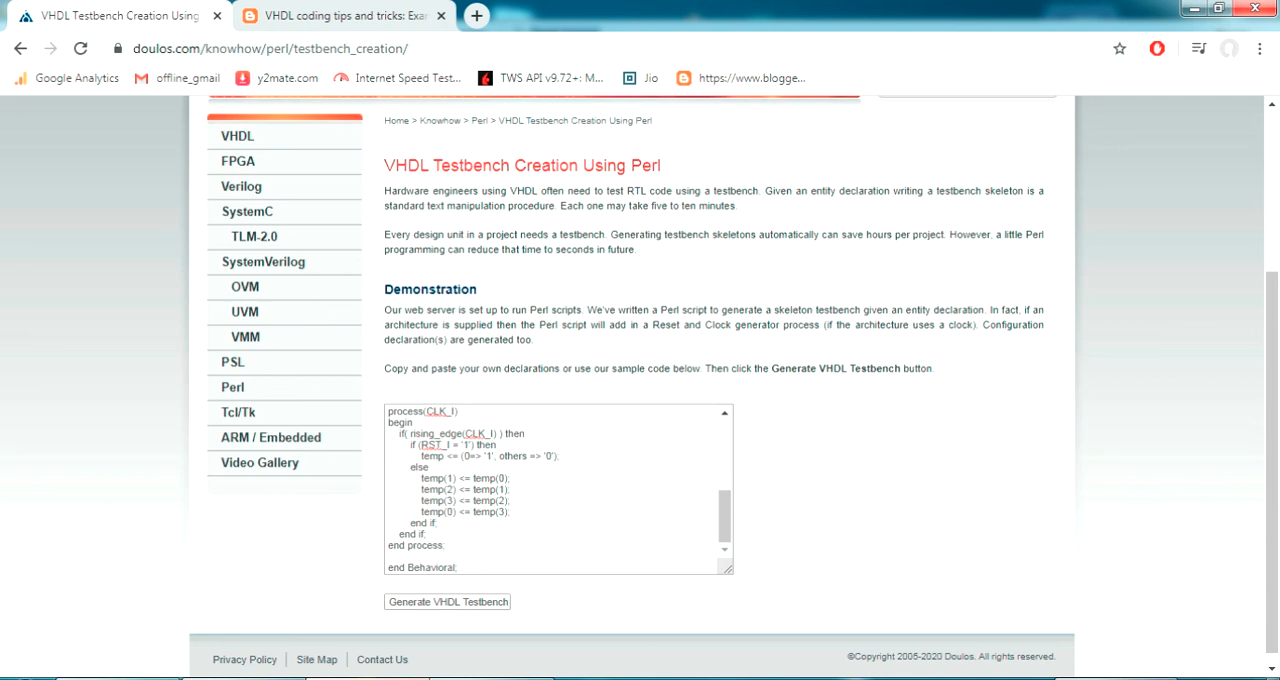 VHDL Testbench Creation Using
VHDL coding tips and tricks: Exa
doulos.com/knowhow/perl/testbench_creation/
Google Analytics
offline_gmail
y2mate.com
Internet Speed Test...
TWS API v9.72+: M...
Jio
https://www.blogge...
VHDL
FPGA
Verilog
SystemC
TLM-2.0
SystemVerilog
OVM
UVM
VMM
PSL
Perl
Tcl/Tk
ARM / Embedded
Video Gallery
Home > Knowhow > Perl > VHDL Testbench Creation Using Perl
VHDL Testbench Creation Using Perl
Hardware engineers using VHDL often need to test RTL code using a testbench. Given an entity declaration writing a testbench skeleton is a
standard text manipulation procedure. Each one may take five to ten minutes.
Every design unit in a project needs a testbench. Generating testbench skeletons automatically can save hours per project. However, a little Perl
programming can reduce that time to seconds in future.
Demonstration
Our web server is set up to run Perl scripts. We've written a Perl script to generate a skeleton testbench given an entity declaration. In fact, if an
architecture is supplied then the Perl script will add in a Reset and Clock generator process (if the architecture uses a clock). Configuration
declaration(s) are generated too.
Copy and paste your own declarations or use our sample code below. Then click the Generate VHDL Testbench button.
process(CLK_I)
begin
if( rising_edge(CLK_I) ) then
if (RST_I = '1') then
temp <= (0=> '1', others => '0');
else
temp(1) <= temp(0);
temp(2) <= temp(1);
temp(3) <= temp(2);
temp(0) <= temp(3);
end if;
end if;
end process;
end Behavioral;
Generate VHDL Testbench
Privacy Policy
Site Map
Contact Us
©Copyright 2005-2020 Doulos. All rights reserved.